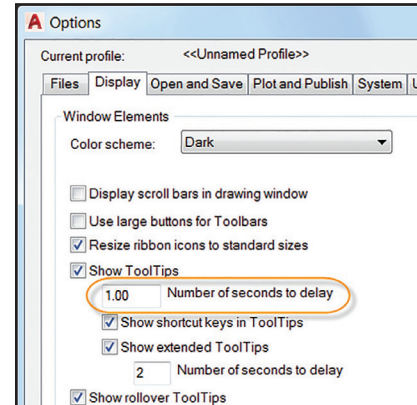 A Options
Current profile: <<Unnamed Profile>>
Files Display Open and Save Plot and Publish System
Window Elements
Color scheme: Dark
Display scroll bars in drawing window
Use large buttons for Toolbars
Resize ribbon icons to standard sizes
Show ToolTips
1.00 Number of seconds to delay
Show shortcut keys in ToolTips
Show extended ToolTips
2 Number of seconds to delay
Show rollover ToolTips